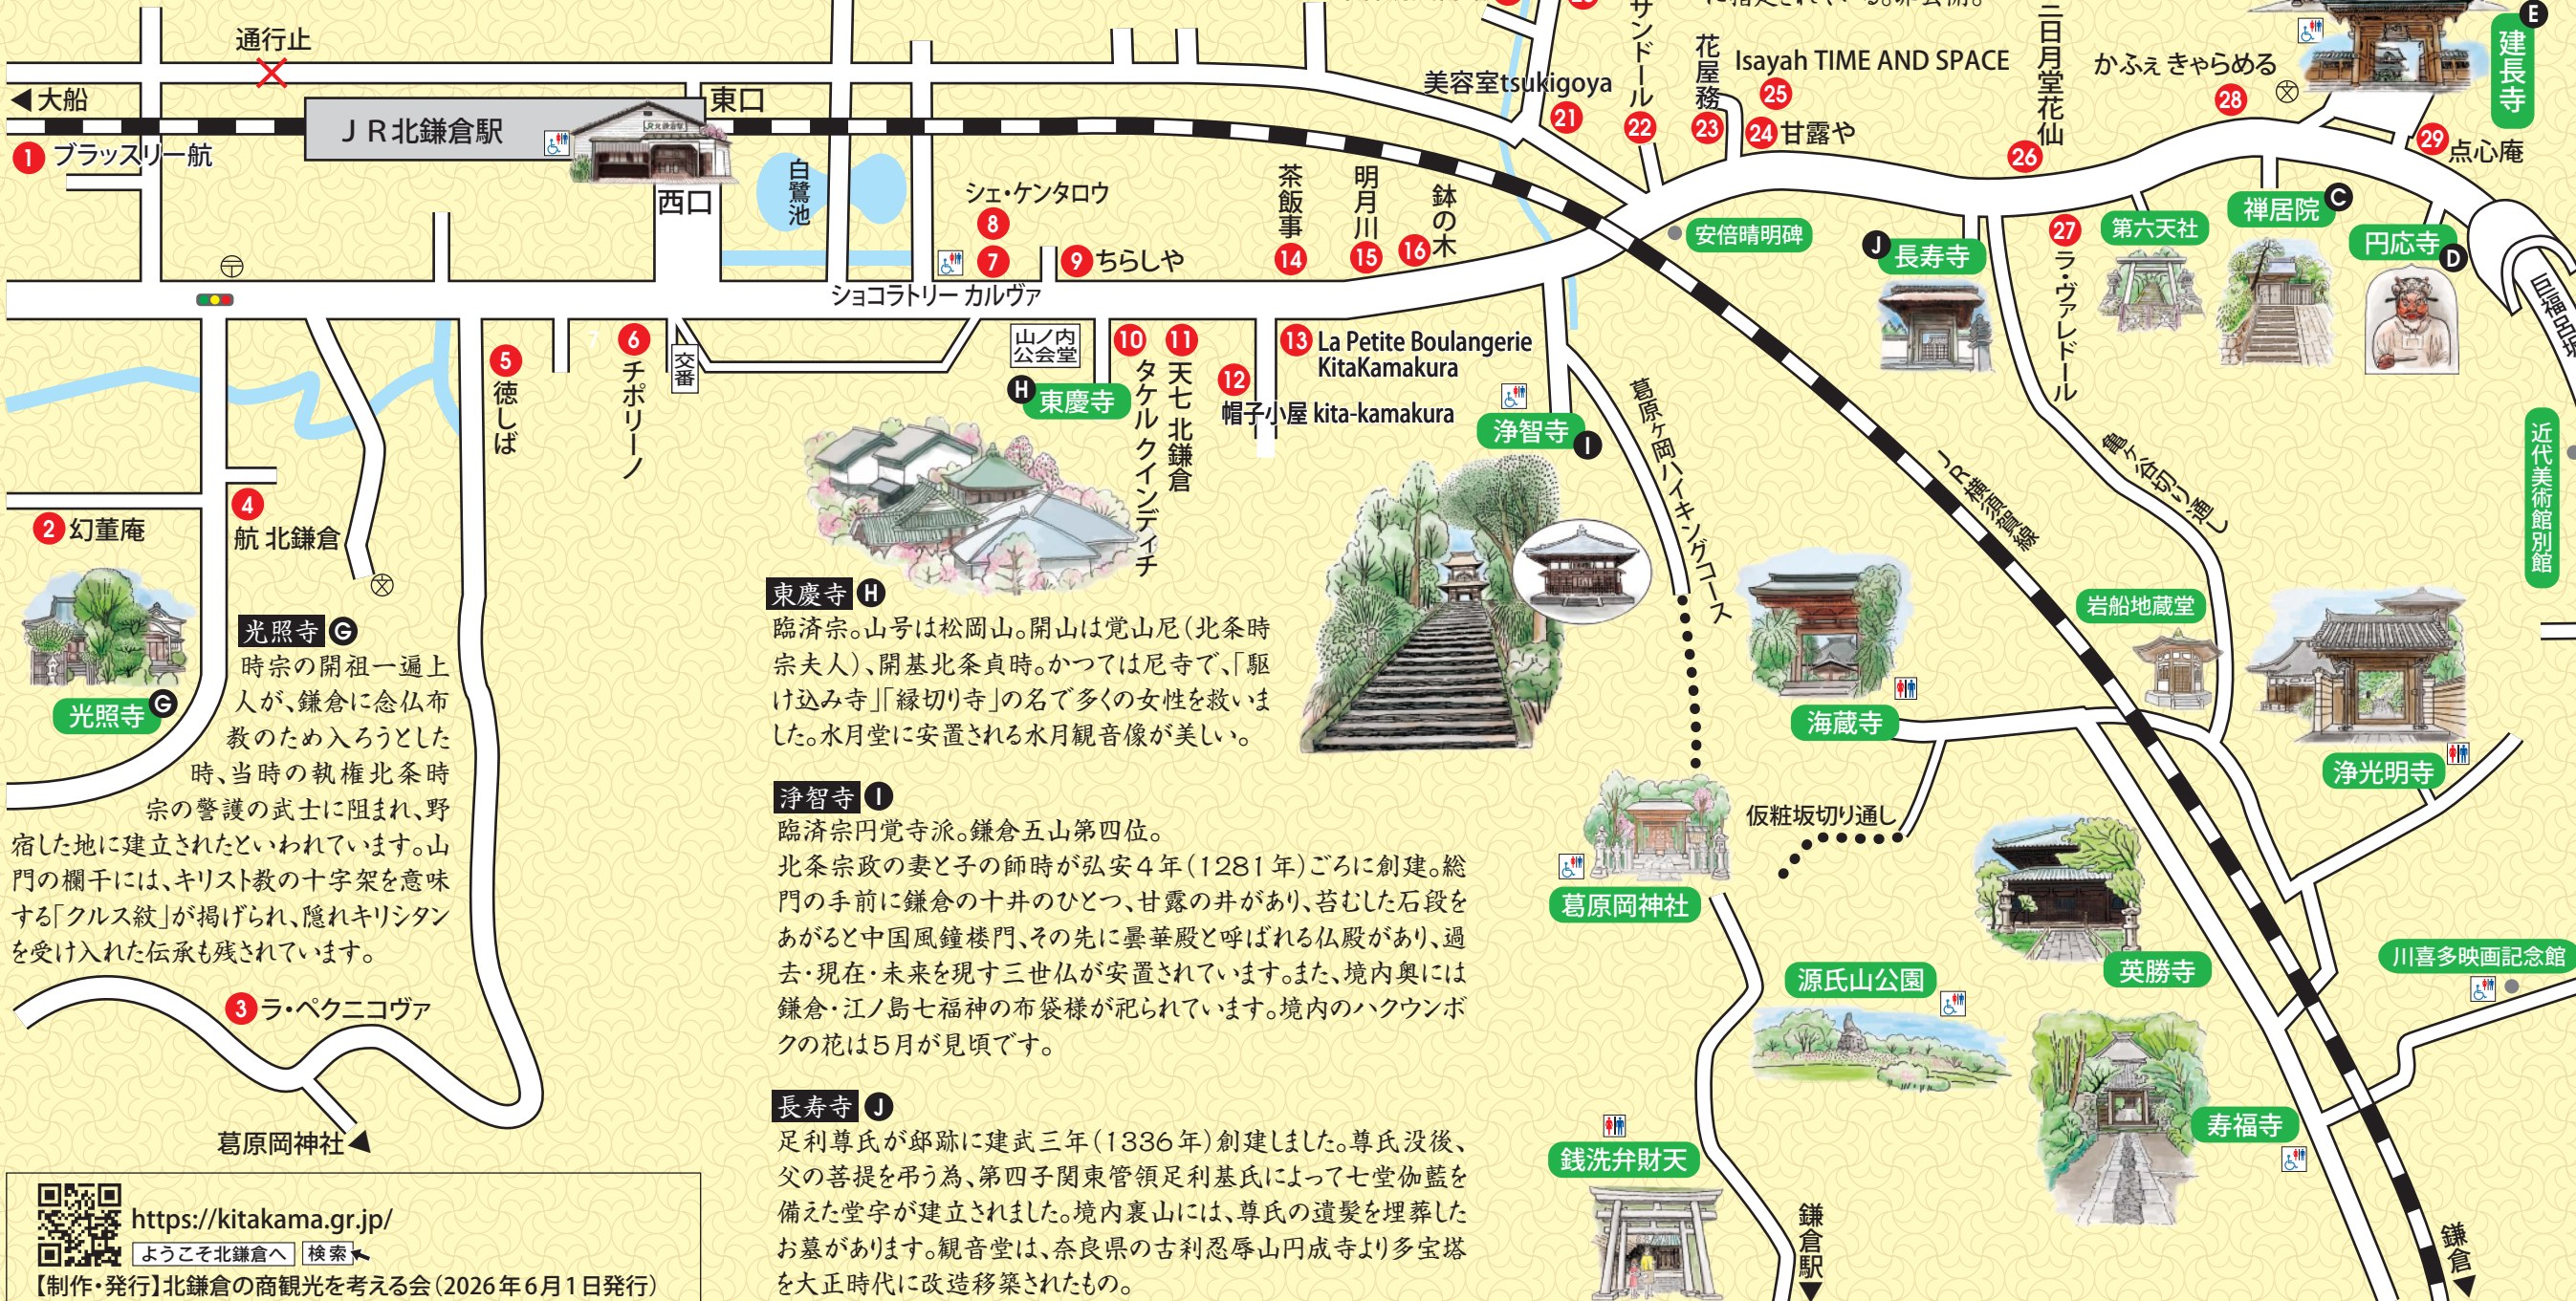 通行止
◀大船
JR北鎌倉駅
東口
西口
白鷺池
1 ブラッスリー航
シェ・ケンタロウ
8
7
9 ちらしや
ショコラトリー カルヴァ
茶飯事
14
明月川
15
鉢の木
16
美容室tsukigoya
21
サンドール
22
花屋務
23
Isayah TIME AND SPACE
25
24 甘露や
三日月堂花仙
26
かふぇ きゃらめる
28
E
建長寺
29 点心庵
安倍晴明碑
J 長寿寺
27 ラ・ヴァレドール
第六天社
禅居院 C
円応寺 D
巨福呂坂
5 徳しば
7
6 チポリーノ
交番
山ノ内
公会堂
H 東慶寺
10 タケル クインディチ
11 天七 北鎌倉
12
帽子小屋 kita-kamakura
13 La Petite Boulangerie
KitaKamakura
浄智寺 I
葛原ヶ岡ハイキングコース
JR横須賀線
亀ヶ谷切り通し
近代美術館別館
2 幻董庵
4
航 北鎌倉
光照寺 G
光照寺 G
時宗の開祖一遍上
人が、鎌倉に念仏布
教のため入ろうとした
時、当時の執権北条時
宗の警護の武士に阻まれ、野
宿した地に建立されたといわれています。山
門の欄干には、キリスト教の十字架を意味
する「クルス紋」が掲げられ、隠れキリシタン
を受け入れた伝承も残されています。
3 ラ・ペクニコヴァ
葛原岡神社◀
東慶寺 H
臨済宗。山号は松岡山。開山は覚山尼(北条時
宗夫人)、開基北条貞時。かつては尼寺で、「駆
け込み寺」「縁切り寺」の名で多くの女性を救いま
した。水月堂に安置される水月観音像が美しい。
浄智寺 I
臨済宗円覚寺派。鎌倉五山第四位。
北条宗政の妻と子の師時が弘安4年(1281年)ごろに創建。総
門の手前に鎌倉の十井のひとつ、甘露の井があり、苔むした石段を
あがると中国風鐘楼門、その先に曇華殿と呼ばれる仏殿があり、過
去・現在・未来を現す三世仏が安置されています。また、境内奥には
鎌倉・江ノ島七福神の布袋様が祀られています。境内のハクウンボ
クの花は5月が見頃です。
長寿寺 J
足利尊氏が邸跡に建武三年(1336年)創建しました。尊氏没後、
父の菩提を弔う為、第四子関東管領足利基氏によって七堂伽藍を
備えた堂宇が建立されました。境内裏山には、尊氏の遺髪を埋葬した
お墓があります。観音堂は、奈良県の古刹忍辱山円成寺より多宝塔
を大正時代に改造移築されたもの。
海蔵寺
岩船地蔵堂
浄光明寺
仮粧坂切り通し
葛原岡神社
英勝寺
源氏山公園
川喜多映画記念館
寿福寺
銭洗弁財天
鎌倉駅▼
鎌倉▼
https://kitakama.gr.jp/
ようこそ北鎌倉へ 検索
【制作・発行】北鎌倉の商観光を考える会(2026年6月1日発行)